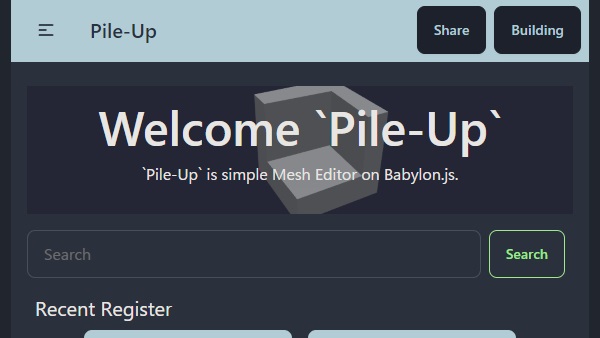 Pile-Up
Share
Building
Welcome `Pile-Up`
`Pile-Up` is simple Mesh Editor on Babylon.js.
Search
Search
Recent Register